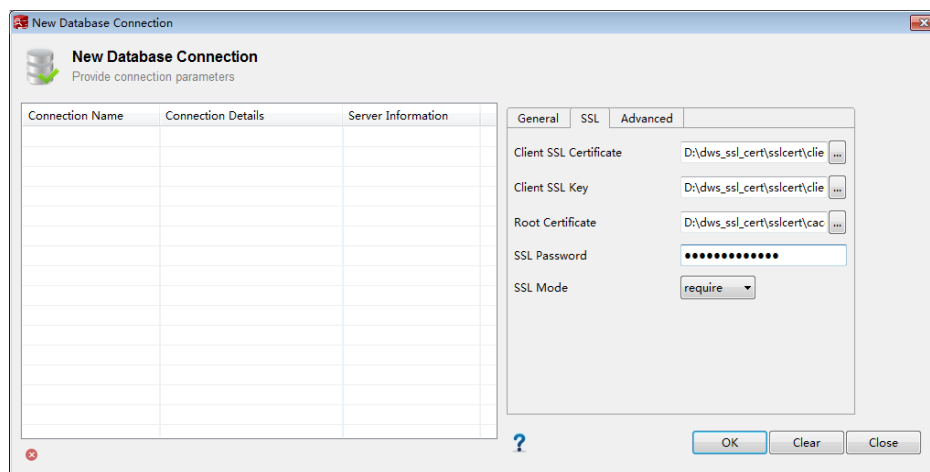 New Database Connection
New Database Connection
Provide connection parameters
Connection Name Connection Details Server Information
General SSL Advanced
Client SSL Certificate D:\dws_ssl_cert\sslcert\clie ...
Client SSL Key D:\dws_ssl_cert\sslcert\clie ...
Root Certificate D:\dws_ssl_cert\sslcert\cac ...
SSL Password •••••••••••••
SSL Mode require
? OK Clear Close